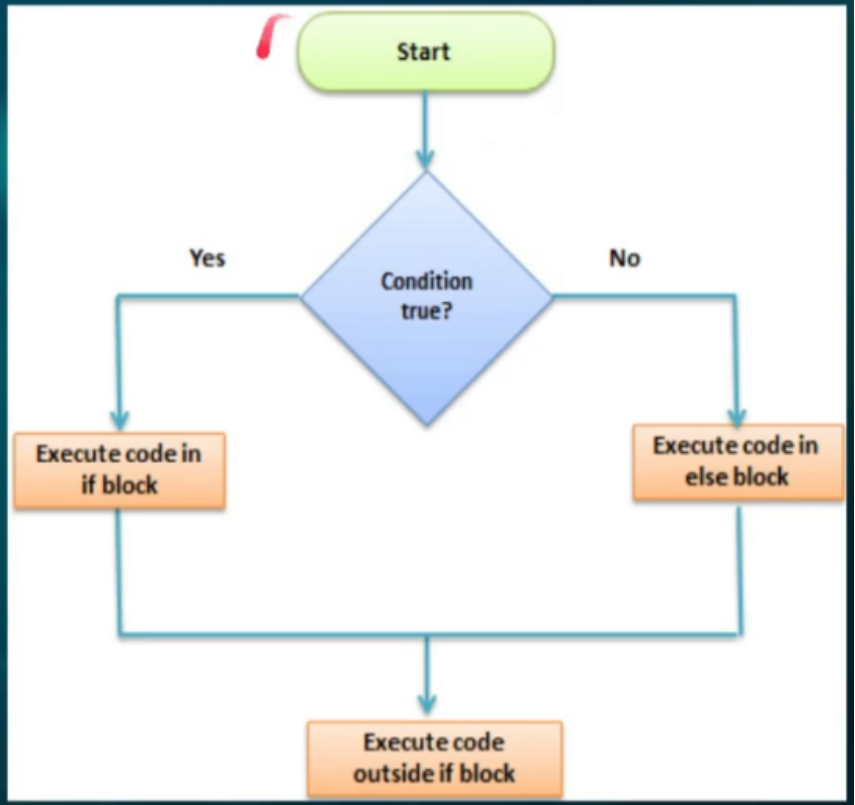 Start
Yes
No
Condition
true?
Execute code in
if block
Execute code in
else block
Execute code
outside if block